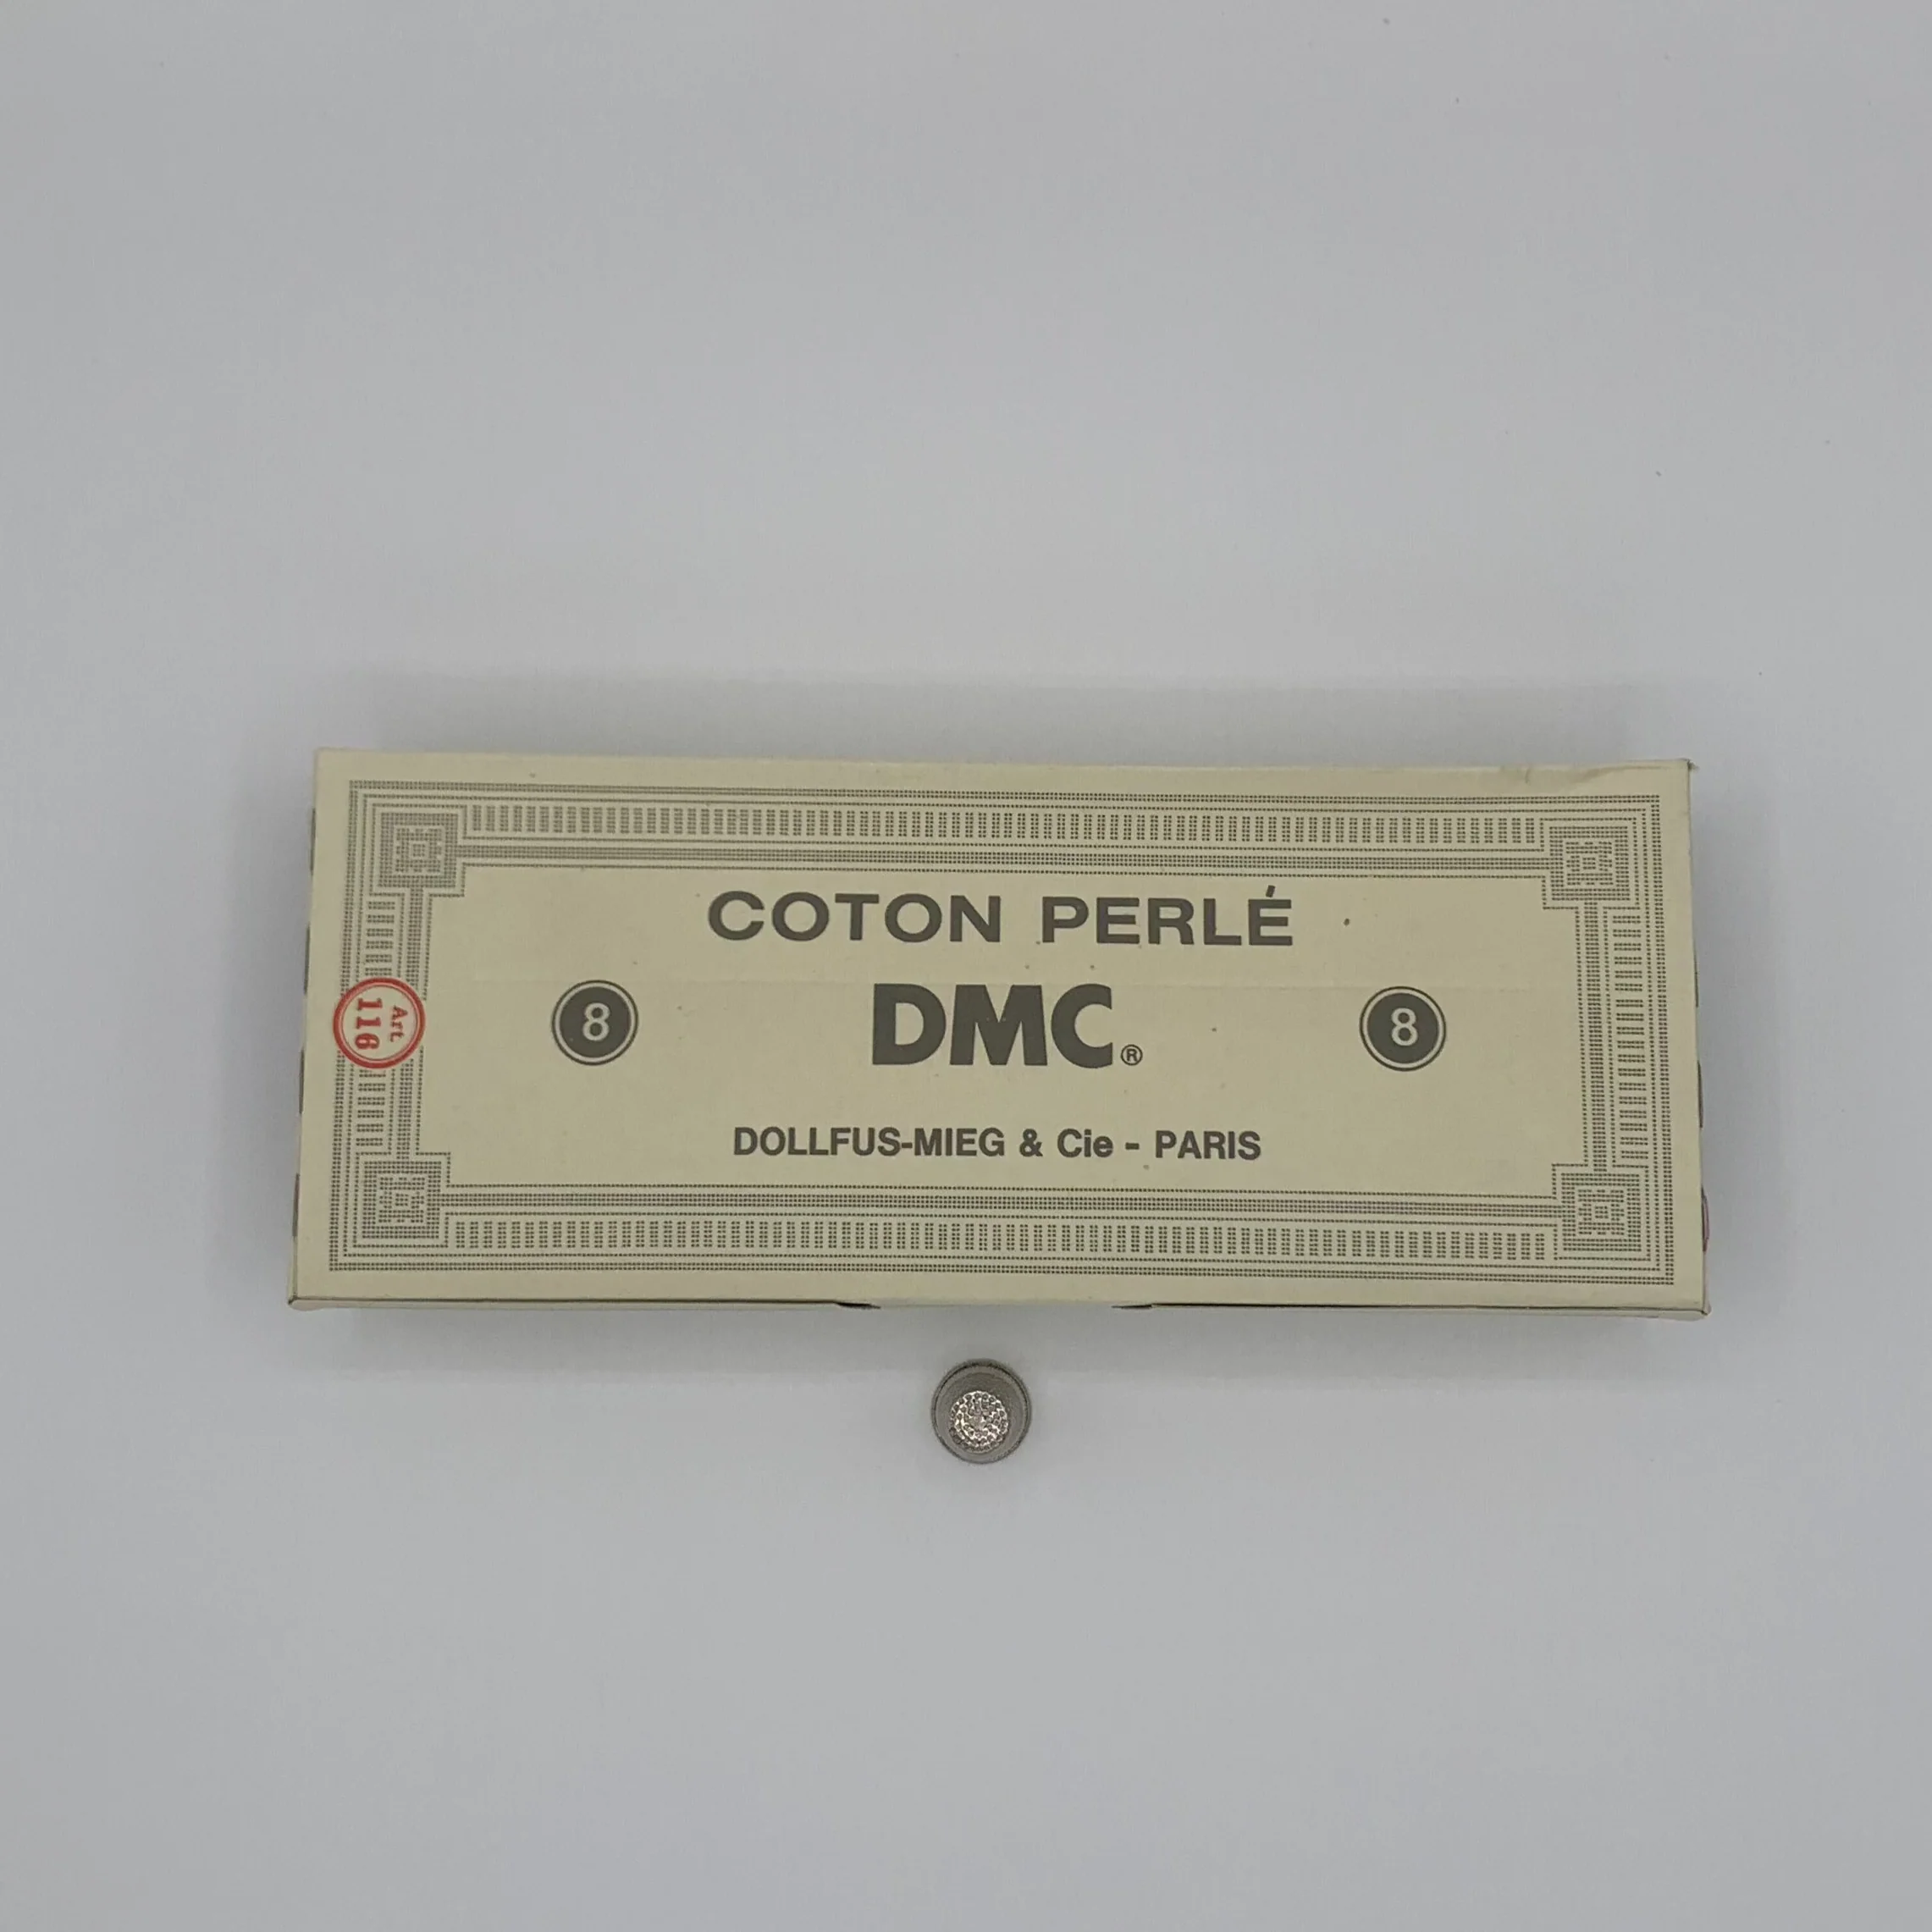 COTON PERLÉ
Art.
116
8 DMC® 8
DOLLFUS-MIEG & Cie - PARIS